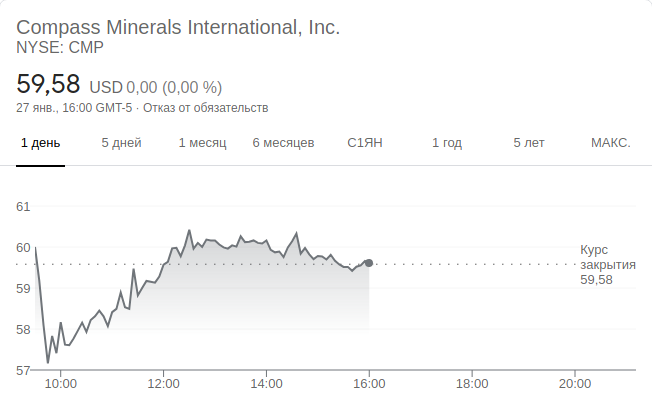 Compass Minerals International, Inc.
NYSE: CMP
59,58 USD 0,00 (0,00 %)
27 янв., 16:00 GMT-5 · Отказ от обязательств
1 день 5 дней 1 месяц 6 месяцев С1ЯН 1 год 5 лет МАКС.
61
60
59
58
57
Курс
закрытия
59,58
10:00 12:00 14:00 16:00 18:00 20:00